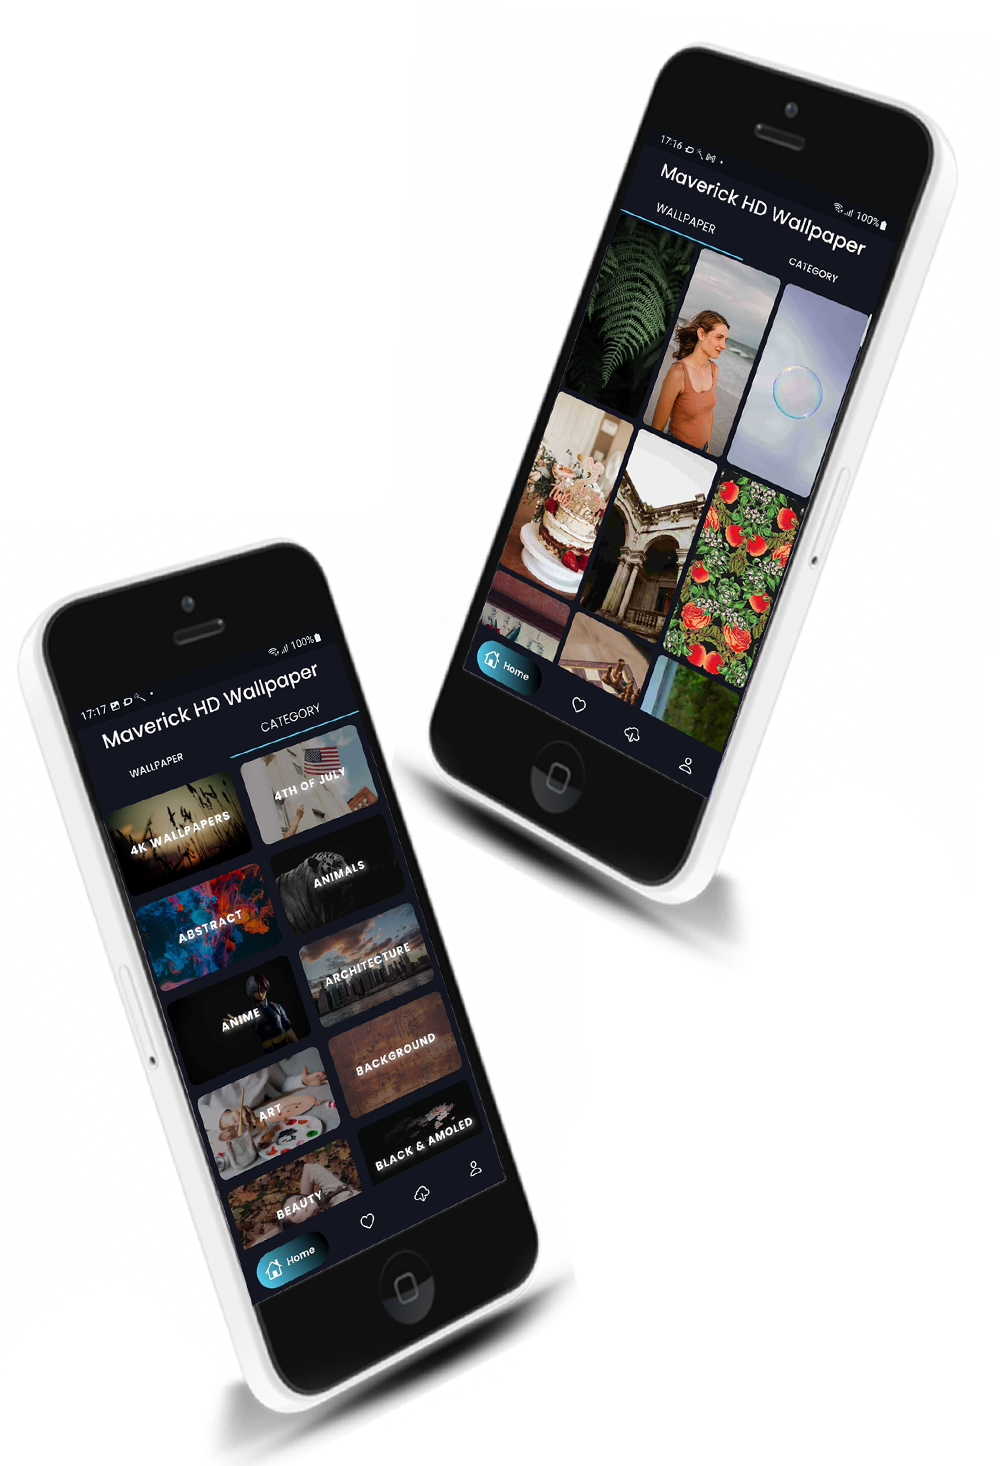 17:16
100%
Maverick HD Wallpaper
WALLPAPER
CATEGORY
Home
17:17
100%
Maverick HD Wallpaper
WALLPAPER
CATEGORY
4K WALLPAPERS
4TH OF JULY
ABSTRACT
ANIMALS
ANIME
ARCHITECTURE
ART
BACKGROUND
BEAUTY
BLACK & AMOLED
Home